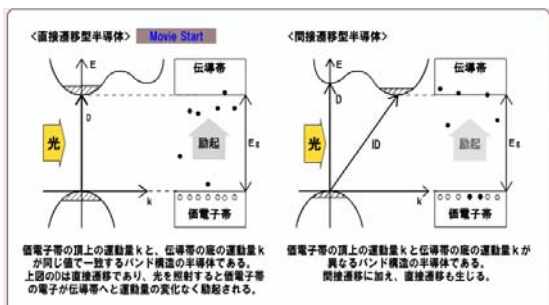 <直接遷移型半導体>
Movie Start
<間接遷移型半導体>
E
伝導帯
D
光
励起
Eg
k
価電子帯
価電子帯の頂上の運動量kと、伝導帯の底の運動量k
が同じ値で一致するバンド構造の半導体である。
上図のDは直接遷移であり、光を照射すると価電子帯
の電子が伝導帯へと運動量の変化なく励起される。
E
伝導帯
D
ID
光
励起
Eg
k
価電子帯
価電子帯の頂上の運動量kと伝導帯の底の運動量kが
異なるバンド構造の半導体である。
間接遷移に加え、直接遷移も生じる。